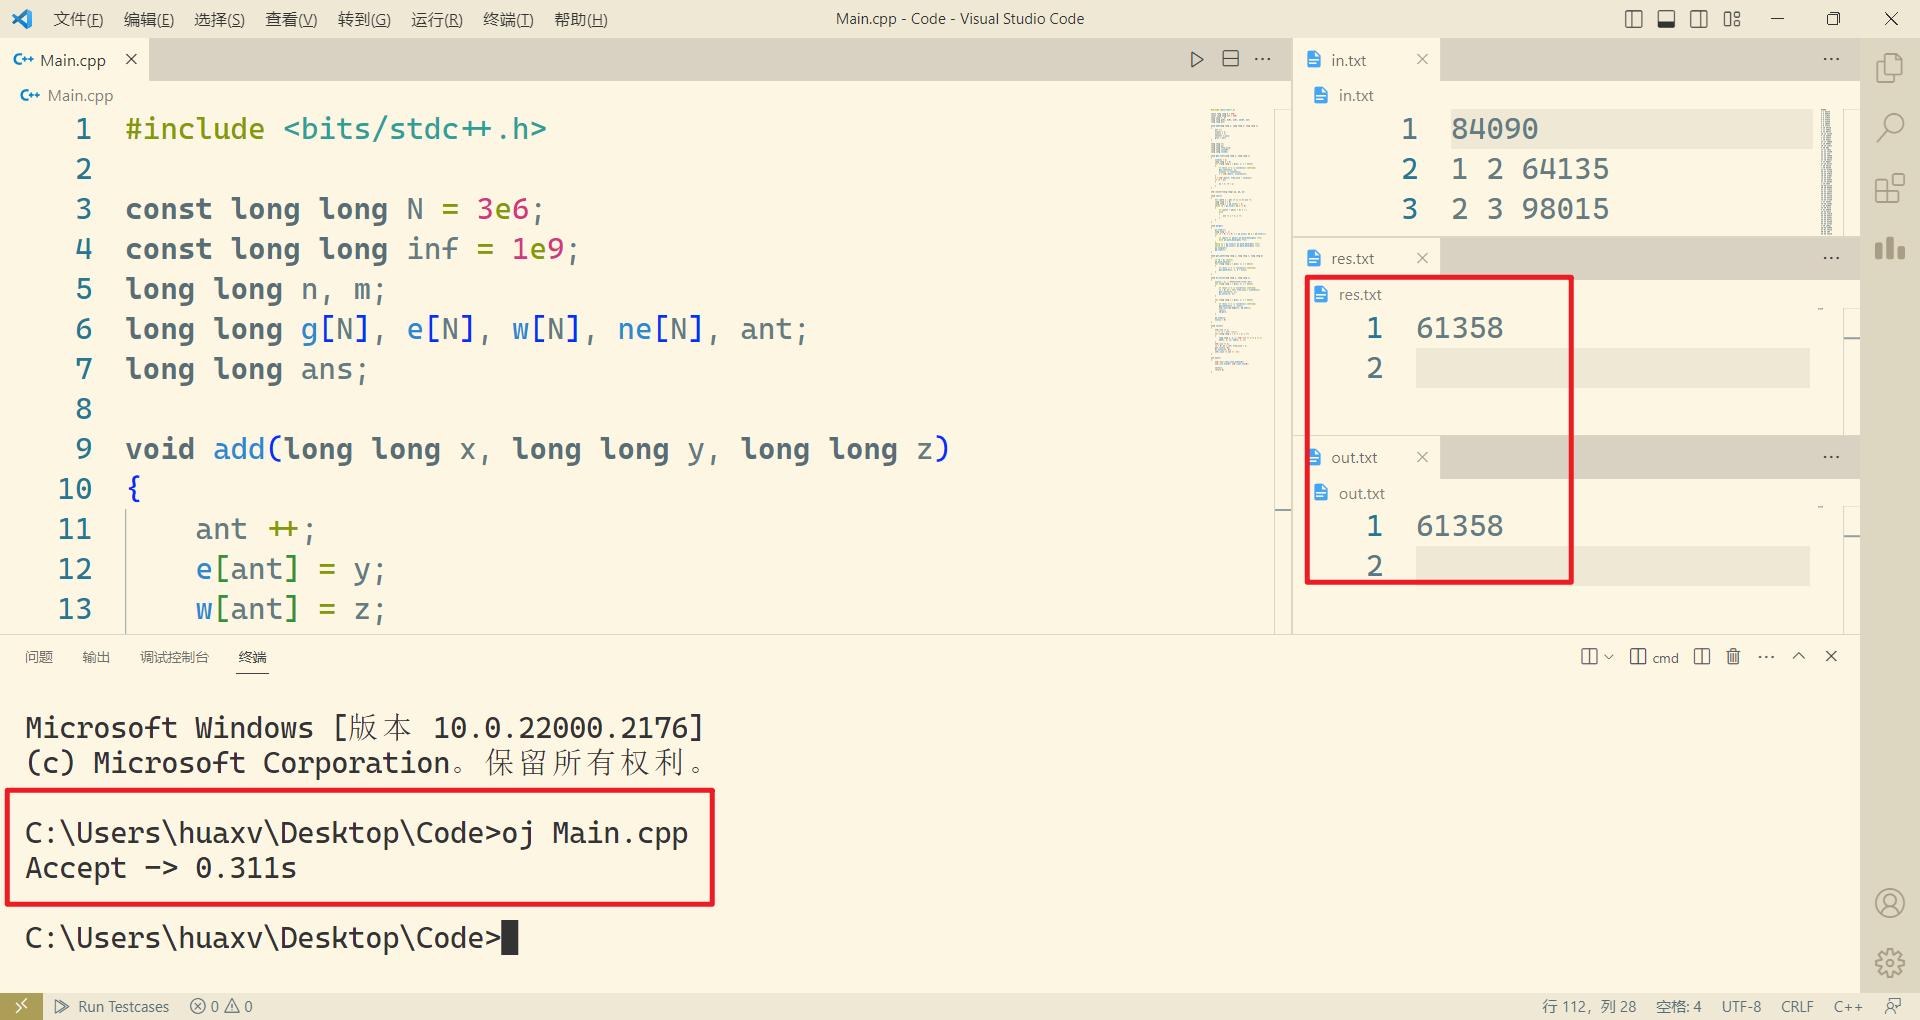 文件(F) 编辑(E) 选择(S) 查看(V) 转到(G) 运行(R) 终端(T) 帮助(H) Main.cpp - Code - Visual Studio Code
Main.cpp
Main.cpp
1 #include <bits/stdc++.h>
2
3 const long long N = 3e6;
4 const long long inf = 1e9;
5 long long n, m;
6 long long g[N], e[N], w[N], ne[N], ant;
7 long long ans;
8
9 void add(long long x, long long y, long long z)
10 {
11 ant ++;
12 e[ant] = y;
13 w[ant] = z;
in.txt
in.txt
1 84090
2 1 2 64135
3 2 3 98015
res.txt
res.txt
1 61358
2
out.txt
out.txt
1 61358
2
问题 输出 调试控制台 终端
cmd
Microsoft Windows [版本 10.0.22000.2176]
(c) Microsoft Corporation。保留所有权利。
C:\Users\huaxv\Desktop\Code>oj Main.cpp
Accept -> 0.311s
C:\Users\huaxv\Desktop\Code>
Run Testcases 0 0 行 112，列 28 空格: 4 UTF-8 CRLF C++